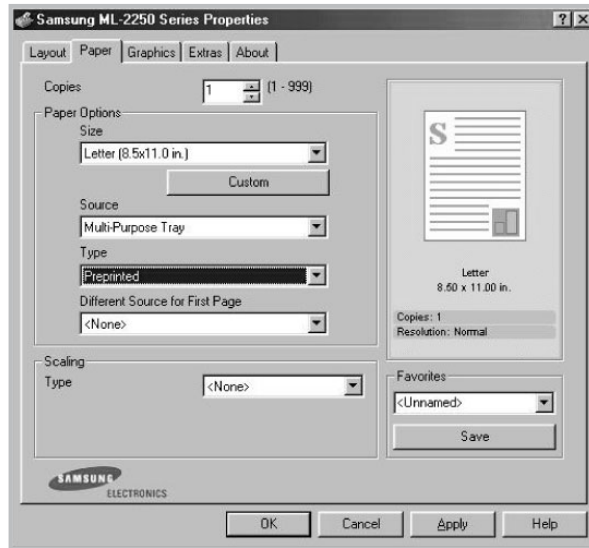 Samsung ML-2250 Series Properties
Layout Paper Graphics Extras About
Copies 1 (1 - 999)
Paper Options
Size
Letter (8.5x11.0 in.)
Custom
Source
Multi-Purpose Tray
Type
Preprinted
Different Source for First Page
<None>
Scaling
Type <None>
SAMSUNG
ELECTRONICS
S
Letter
8.50 x 11.00 in.
Copies: 1
Resolution: Normal
Favorites
<Unnamed>
Save
OK Cancel Apply Help